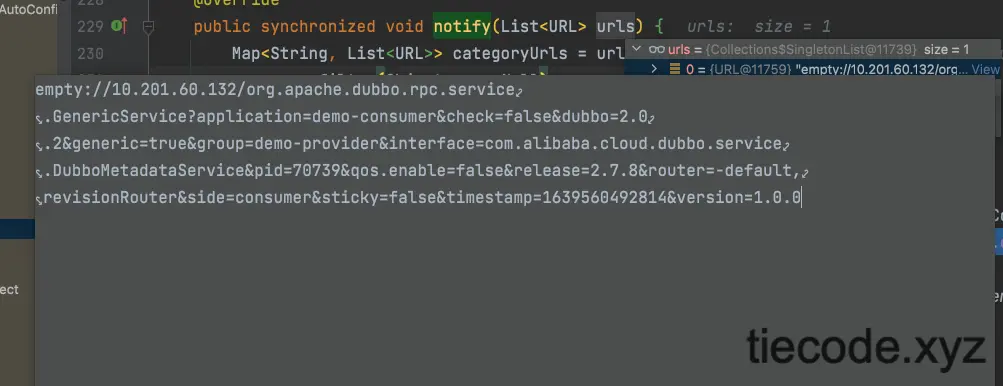 AutoConfi
228 @Override
229 public synchronized void notify(List<URL> urls) { urls: size = 1
230 Map<String, List<URL>> categoryUrls = url
urls = {Collections$SingletonList@11739} size = 1
0 = {URL@11759} "empty://10.201.60.132/org... View
empty://10.201.60.132/org.apache.dubbo.rpc.service
.GenericService?application=demo-consumer&check=false&dubbo=2.0
.2&generic=true&group=demo-provider&interface=com.alibaba.cloud.dubbo.service
.DubboMetadataService&pid=70739&qos.enable=false&release=2.7.8&router=-default,
revisionRouter&side=consumer&sticky=false&timestamp=1639560492814&version=1.0.0
ect
tiecode.xyz